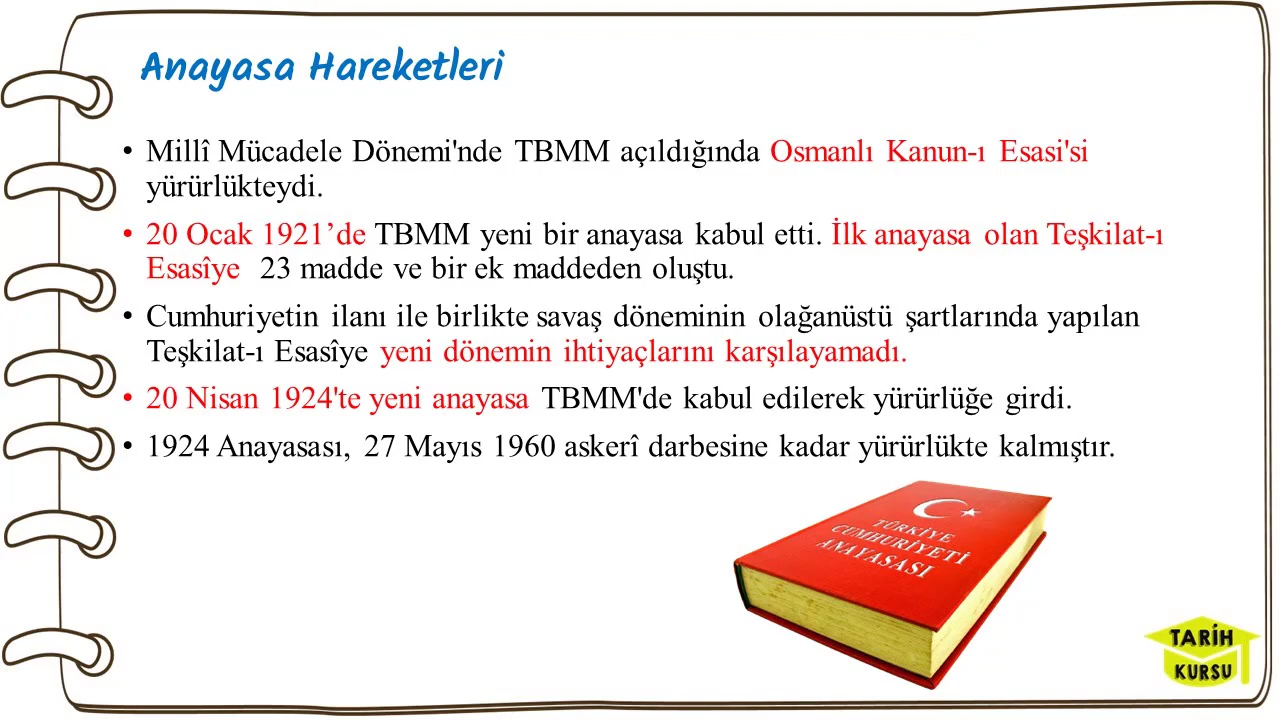 Anayasa Hareketleri
• Millî Mücadele Dönemi'nde TBMM açıldığında Osmanlı Kanun-ı Esasi'si
yürürlükteydi.
• 20 Ocak 1921’de TBMM yeni bir anayasa kabul etti. İlk anayasa olan Teşkilat-ı
Esasîye 23 madde ve bir ek maddeden oluştu.
• Cumhuriyetin ilanı ile birlikte savaş döneminin olağanüstü şartlarında yapılan
Teşkilat-ı Esasîye yeni dönemin ihtiyaçlarını karşılayamadı.
• 20 Nisan 1924'te yeni anayasa TBMM'de kabul edilerek yürürlüğe girdi.
• 1924 Anayasası, 27 Mayıs 1960 askerî darbesine kadar yürürlükte kalmıştır.
TÜRKİYE
CUMHURİYETİ
ANAYASASI
TARİH
KURSU